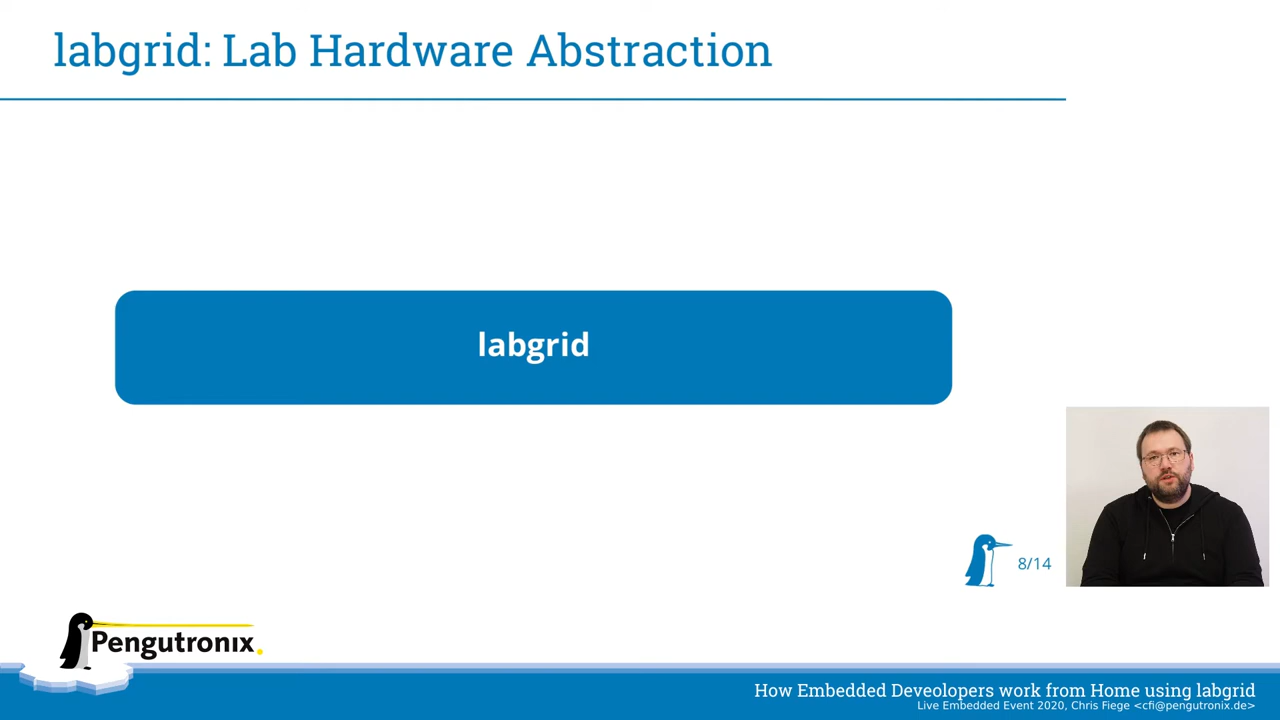 labgrid: Lab Hardware Abstraction
labgrid
8/14
Pengutronix.
How Embedded Deveolopers work from Home using labgrid
Live Embedded Event 2020, Chris Fiege <cfi@pengutronix.de>